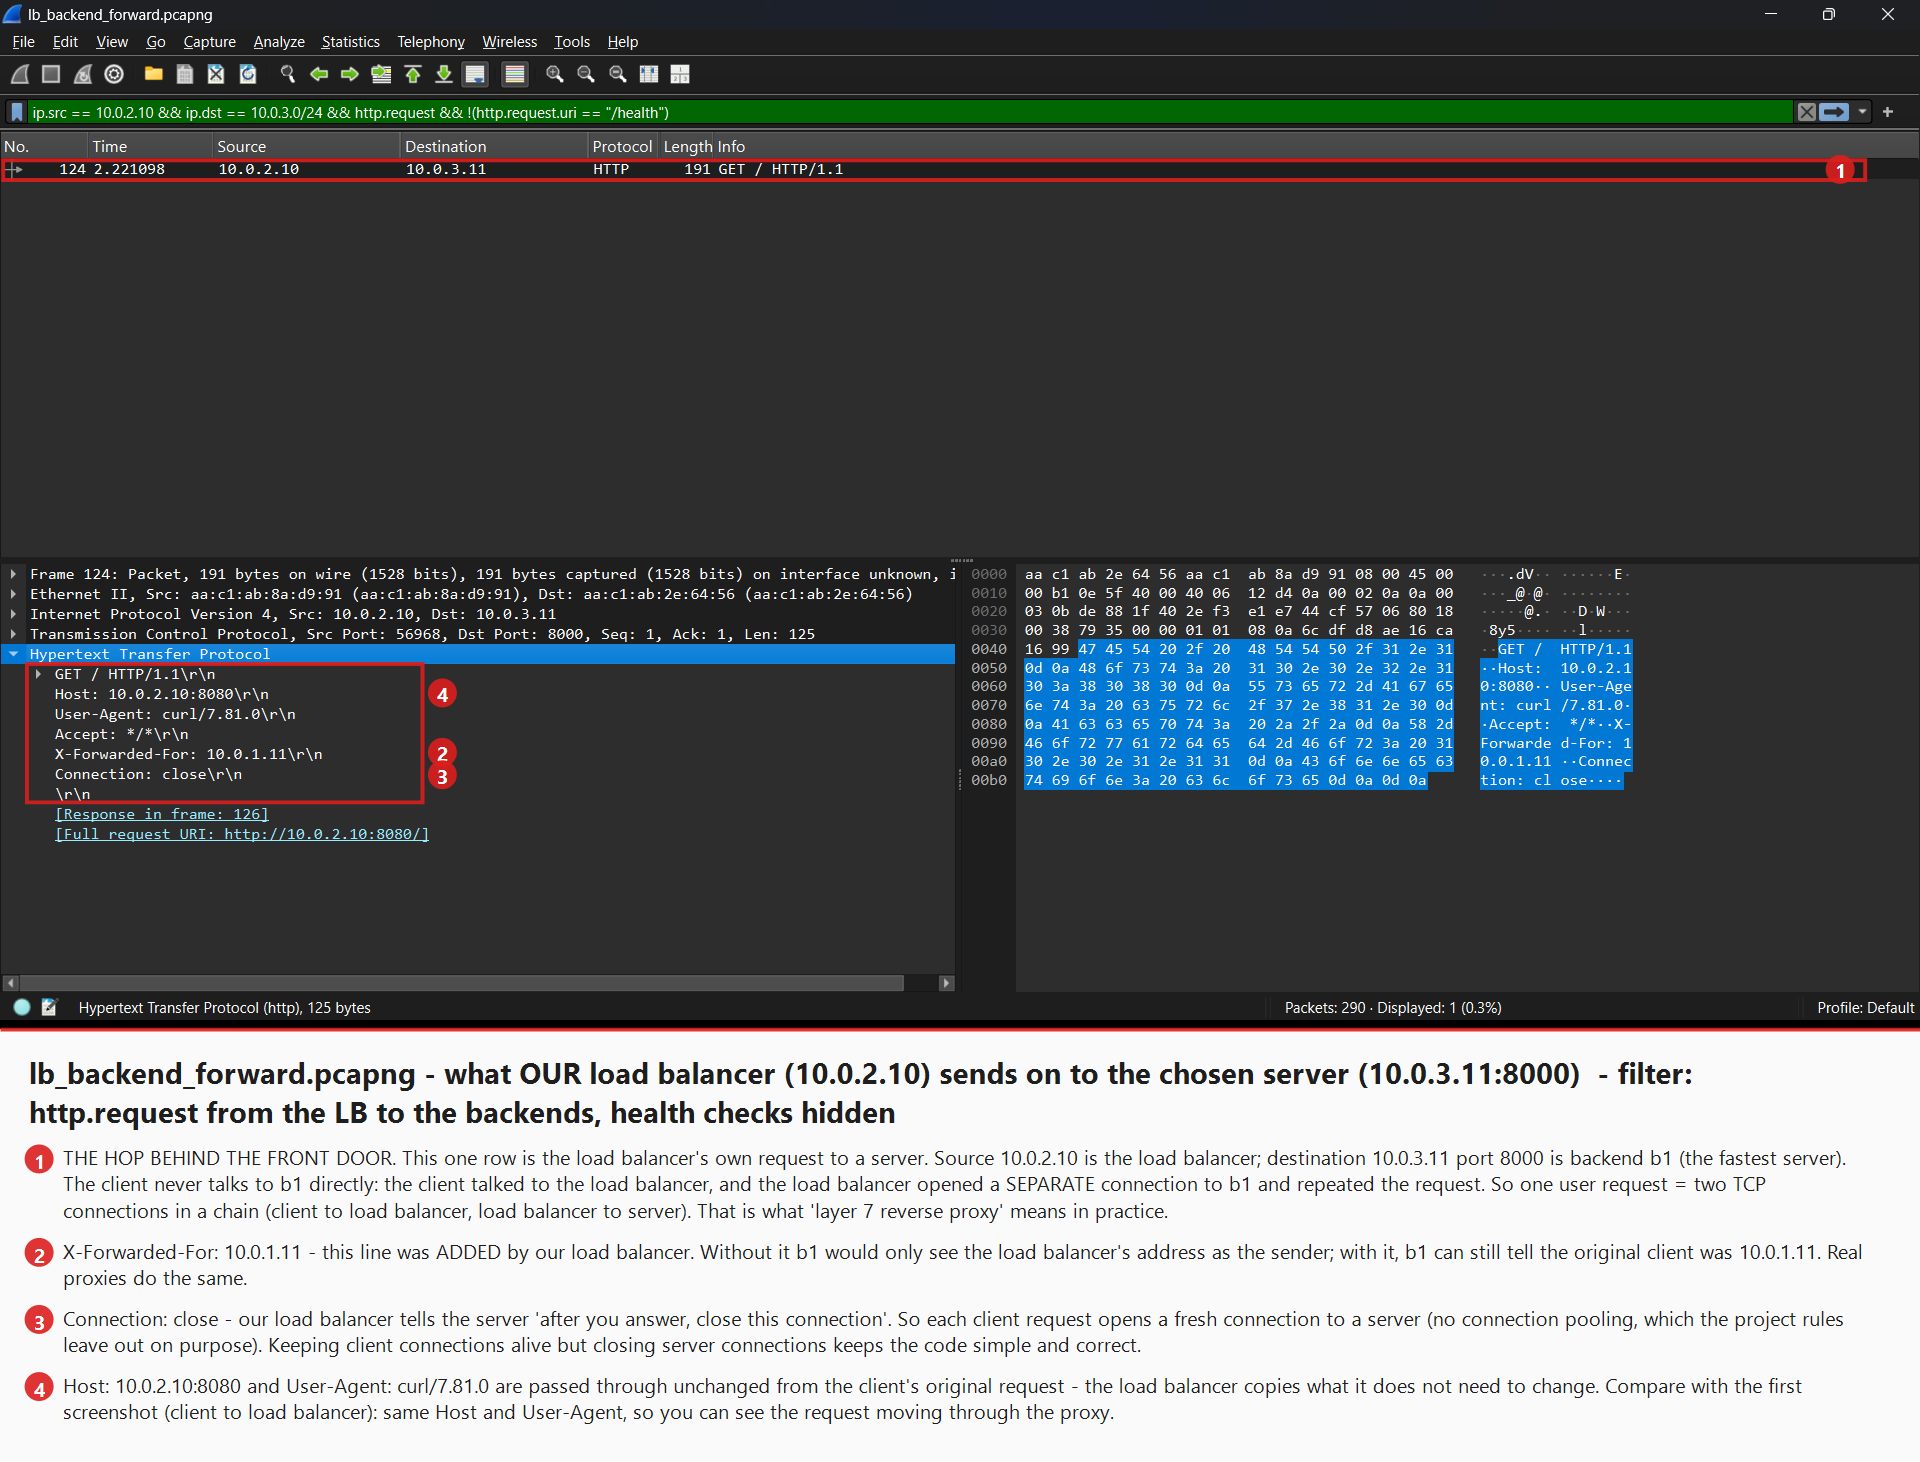 lb_backend_forward.pcapng
File Edit View Go Capture Analyze Statistics Telephony Wireless Tools Help
ip.src == 10.0.2.10 && ip.dst == 10.0.3.0/24 && http.request && !(http.request.uri == "/health")
No. Time Source Destination Protocol Length Info
124 2.221098 10.0.2.10 10.0.3.11 HTTP 191 GET / HTTP/1.1
1
Frame 124: Packet, 191 bytes on wire (1528 bits), 191 bytes captured (1528 bits) on interface unknown, i
Ethernet II, Src: aa:c1:ab:8a:d9:91 (aa:c1:ab:8a:d9:91), Dst: aa:c1:ab:2e:64:56 (aa:c1:ab:2e:64:56)
Internet Protocol Version 4, Src: 10.0.2.10, Dst: 10.0.3.11
Transmission Control Protocol, Src Port: 56968, Dst Port: 8000, Seq: 1, Ack: 1, Len: 125
Hypertext Transfer Protocol
GET / HTTP/1.1\r\n
Host: 10.0.2.10:8080\r\n
4
User-Agent: curl/7.81.0\r\n
Accept: */*\r\n
X-Forwarded-For: 10.0.1.11\r\n
2
Connection: close\r\n
3
\r\n
[Response in frame: 126]
[Full request URI: http://10.0.2.10:8080/]
0000 aa c1 ab 2e 64 56 aa c1 ab 8a d9 91 08 00 45 00 ···.dV·· ······E·
0010 00 b1 0e 5f 40 00 40 06 12 d4 0a 00 02 0a 0a 00 ···_@·@· ········
0020 03 0b de 88 1f 40 2e f3 e1 e7 44 cf 57 06 80 18 ·····@.· ··D·W···
0030 00 38 79 35 00 00 01 01 08 0a 6c df d8 ae 16 ca ·8y5···· ··l·····
0040 16 99 47 45 54 20 2f 20 48 54 54 50 2f 31 2e 31 ··GET / HTTP/1.1
0050 0d 0a 48 6f 73 74 3a 20 31 30 2e 30 2e 32 2e 31 ··Host: 10.0.2.1
0060 30 3a 38 30 38 30 0d 0a 55 73 65 72 2d 41 67 65 0:8080·· User-Age
0070 6e 74 3a 20 63 75 72 6c 2f 37 2e 38 31 2e 30 0d nt: curl /7.81.0·
0080 0a 41 63 63 65 70 74 3a 20 2a 2f 2a 0d 0a 58 2d ·Accept: */*··X-
0090 46 6f 72 77 61 72 64 65 64 2d 46 6f 72 3a 20 31 Forwarde d-For: 1
00a0 30 2e 30 2e 31 2e 31 31 0d 0a 43 6f 6e 6e 65 63 0.0.1.11 ··Connec
00b0 74 69 6f 6e 3a 20 63 6c 6f 73 65 0d 0a 0d 0a tion: cl ose····
Hypertext Transfer Protocol (http), 125 bytes
Packets: 290 · Displayed: 1 (0.3%)
Profile: Default
lb_backend_forward.pcapng - what OUR load balancer (10.0.2.10) sends on to the chosen server (10.0.3.11:8000) - filter:
http.request from the LB to the backends, health checks hidden
1 THE HOP BEHIND THE FRONT DOOR. This one row is the load balancer's own request to a server. Source 10.0.2.10 is the load balancer; destination 10.0.3.11 port 8000 is backend b1 (the fastest server).
The client never talks to b1 directly: the client talked to the load balancer, and the load balancer opened a SEPARATE connection to b1 and repeated the request. So one user request = two TCP
connections in a chain (client to load balancer, load balancer to server). That is what 'layer 7 reverse proxy' means in practice.
2 X-Forwarded-For: 10.0.1.11 - this line was ADDED by our load balancer. Without it b1 would only see the load balancer's address as the sender; with it, b1 can still tell the original client was 10.0.1.11. Real
proxies do the same.
3 Connection: close - our load balancer tells the server 'after you answer, close this connection'. So each client request opens a fresh connection to a server (no connection pooling, which the project rules
leave out on purpose). Keeping client connections alive but closing server connections keeps the code simple and correct.
4 Host: 10.0.2.10:8080 and User-Agent: curl/7.81.0 are passed through unchanged from the client's original request - the load balancer copies what it does not need to change. Compare with the first
screenshot (client to load balancer): same Host and User-Agent, so you can see the request moving through the proxy.